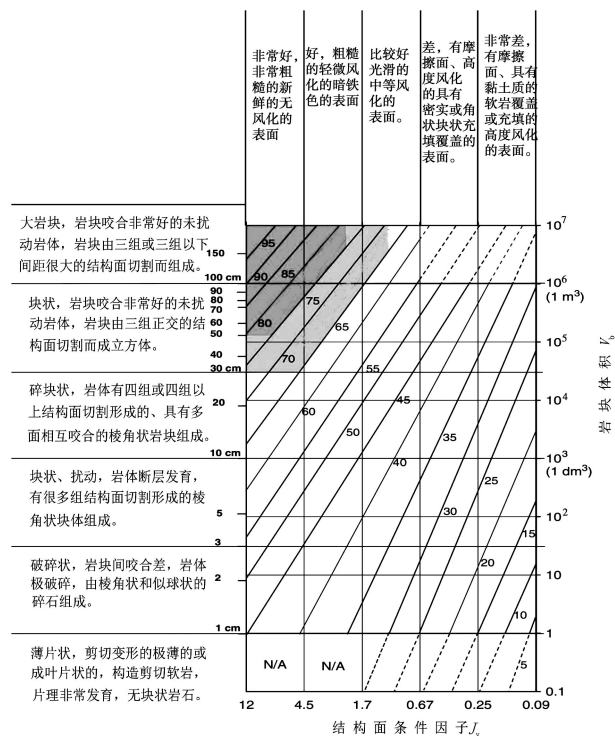 非常好，
非常粗
糙的新
鲜的无
风化的
表面
好，粗糙
的轻微风
化的暗铁
色的表面
比较好
光滑的
中等风
化的
表面。
差，有摩
擦面、高
度风化
的具有
密实或角
状块状充
填覆盖的
表面。
非常差，
有摩擦
面、具有
黏土质的
软岩覆盖
或充填的
高度风化
的表面。
大岩块，岩块咬合非常好的未扰
动岩体，岩块由三组或三组以下
间距很大的结构面切割而组成。
块状，岩块咬合非常好的未扰
动岩体，岩块由三组正交的结
构面切割而成立方体。
碎块状，岩体有四组或四组以
上结构面切割形成的、具有多
面相互咬合的棱角状岩块组成。
块状、扰动，岩体断层发育，
有很多组结构面切割形成的棱
角状块体组成。
破碎状，岩块间咬合差，岩体
极破碎，由棱角状和似球状的
碎石组成。
薄片状，剪切变形的极薄的或
成叶片状的，构造剪切软岩，
片理非常发育，无块状岩石。
150
100 cm
90
80
70
60
50
40
30 cm
20
10 cm
5
3
2
1 cm
95
90
85
80
75
70
65
60
55
50
45
40
35
30
25
20
15
10
5
N/A
N/A
10⁷
10⁶
(1 m³)
10⁵
10⁴
10³
(1 dm³)
10²
10
1
0.1
岩块体积 V_b
12
4.5
1.7
0.67
0.25
0.09
结构面条件因子J_c